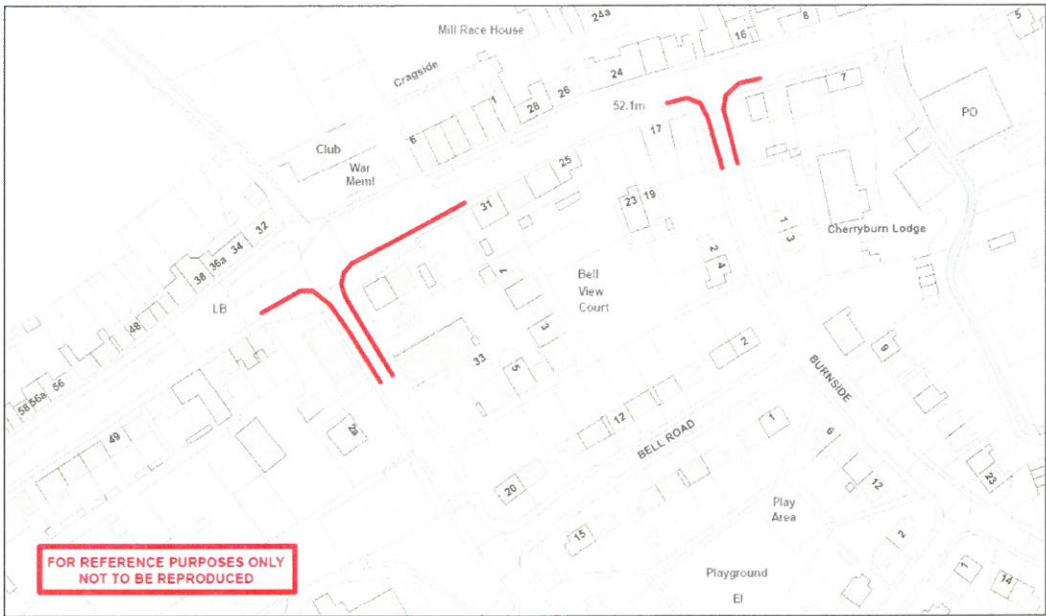 24a
8
5
Mill Race House
16
Cragside
24
7
26
1
28
52.1m
PO
6
17
Club
War
Meml
25
31
23
19
1
3
Cherryburn Lodge
32
34
36a
38
2
4
Bell
View
Court
LB
3
48
33
2
5
9
56
56a
58
BURNSIDE
12
49
2a
1
BELL ROAD
6
12
23
20
Play
Area
15
2
FOR REFERENCE PURPOSES ONLY
NOT TO BE REPRODUCED
Playground
El
1
14